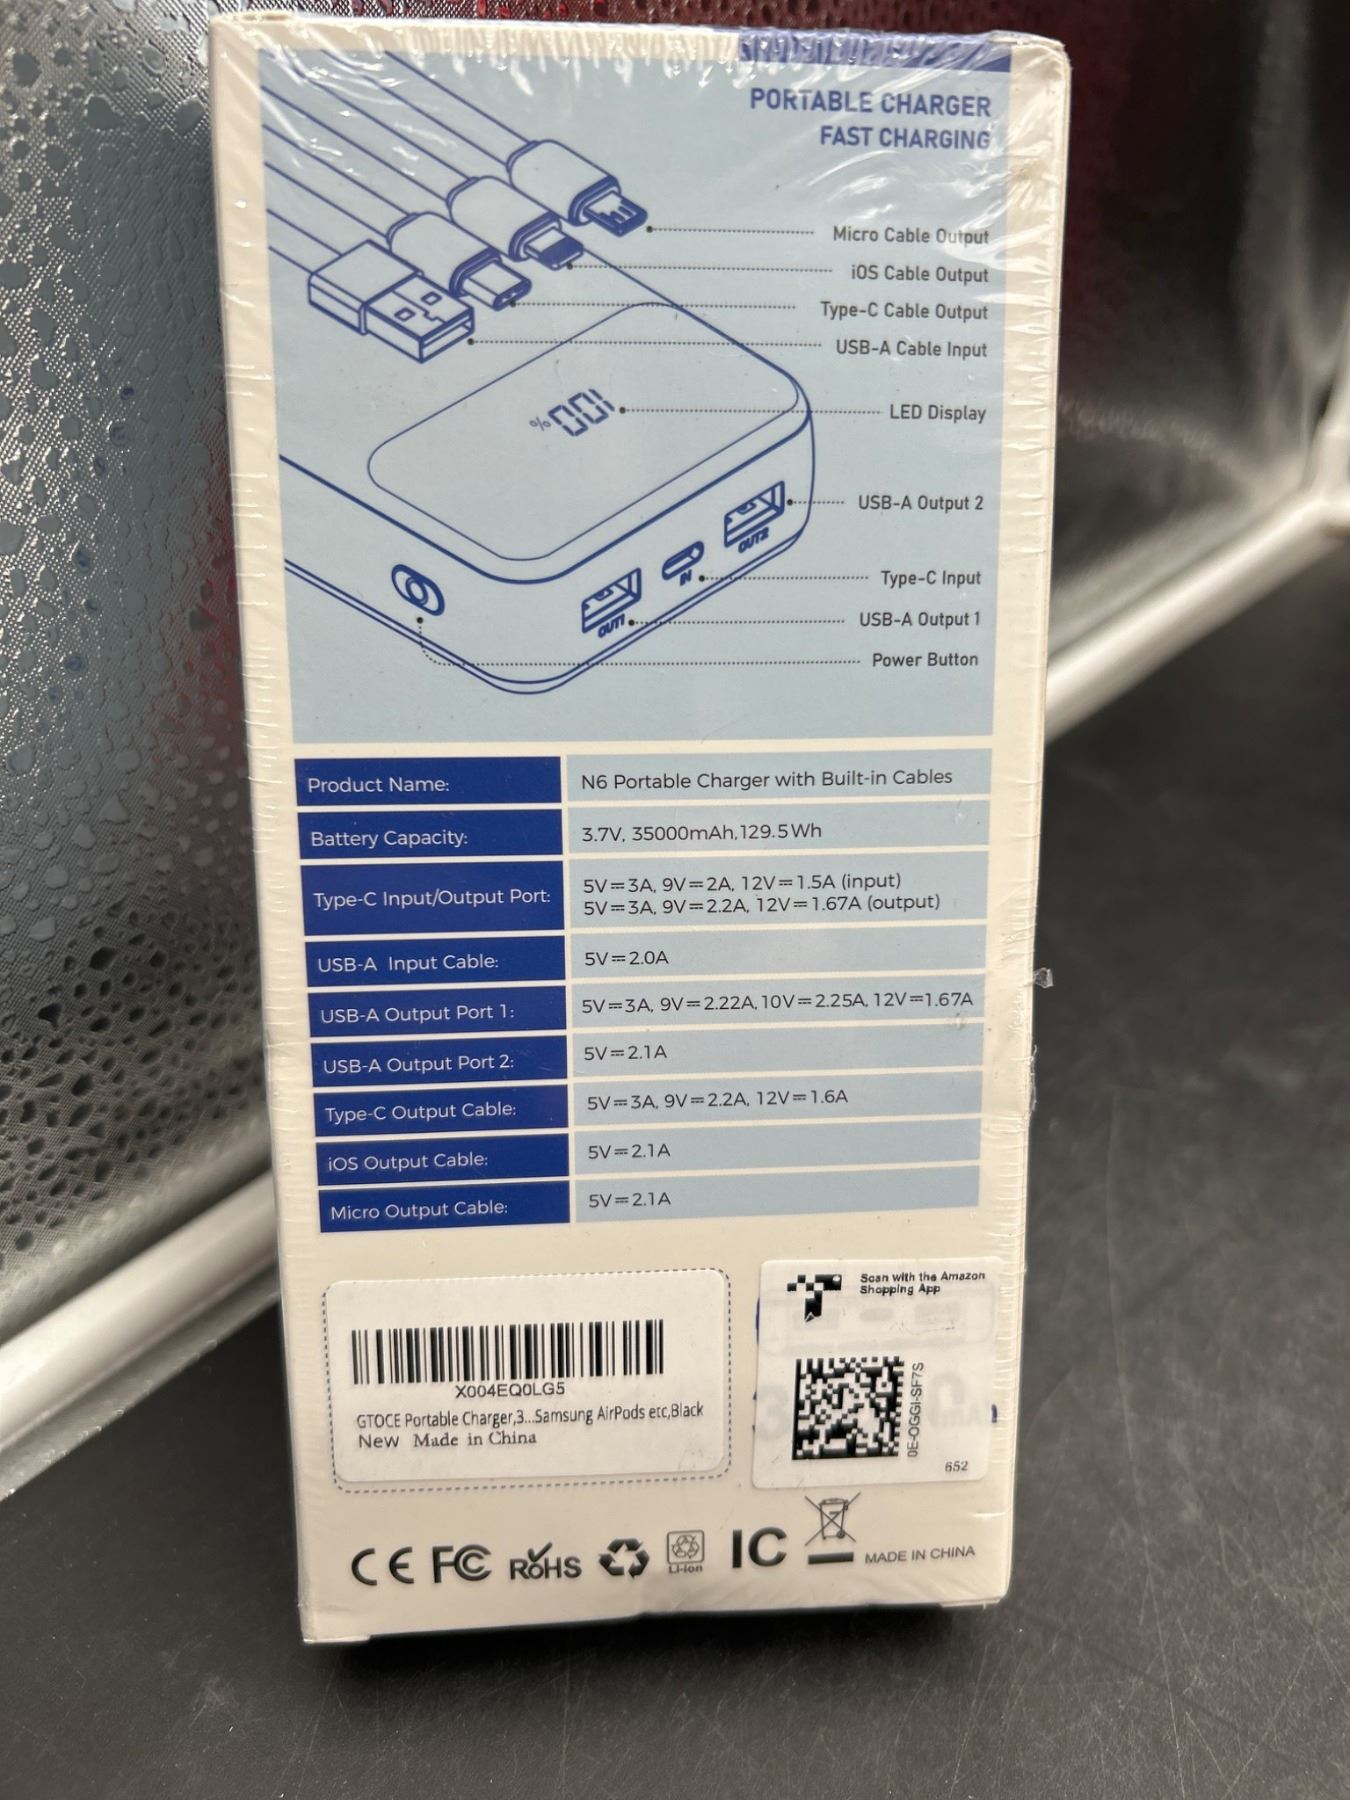 PORTABLE CHARGER
FAST CHARGING
Micro Cable Output
iOS Cable Output
Type-C Cable Output
USB-A Cable Input
100%
LED Display
USB-A Output 2
OUT2
Type-C Input
IN
USB-A Output 1
OUT1
Power Button
Product Name: N6 Portable Charger with Built-in Cables
Battery Capacity: 3.7V, 35000mAh,129.5Wh
Type-C Input/Output Port: 5V⎓3A, 9V⎓2A, 12V⎓1.5A (input)
5V⎓3A, 9V⎓2.2A, 12V⎓1.67A (output)
USB-A Input Cable: 5V⎓2.0A
USB-A Output Port 1: 5V⎓3A, 9V⎓2.22A, 10V⎓2.25A, 12V⎓1.67A
USB-A Output Port 2: 5V⎓2.1A
Type-C Output Cable: 5V⎓3A, 9V⎓2.2A, 12V⎓1.6A
iOS Output Cable: 5V⎓2.1A
Micro Output Cable: 5V⎓2.1A
X004EQ0LG5
GTOCE Portable Charger,3...Samsung AirPods etc,Black
New Made in China
Scan with the Amazon
Shopping App
0E-OGGI-SF7S
652
CE FC RoHS Li-ion IC MADE IN CHINA